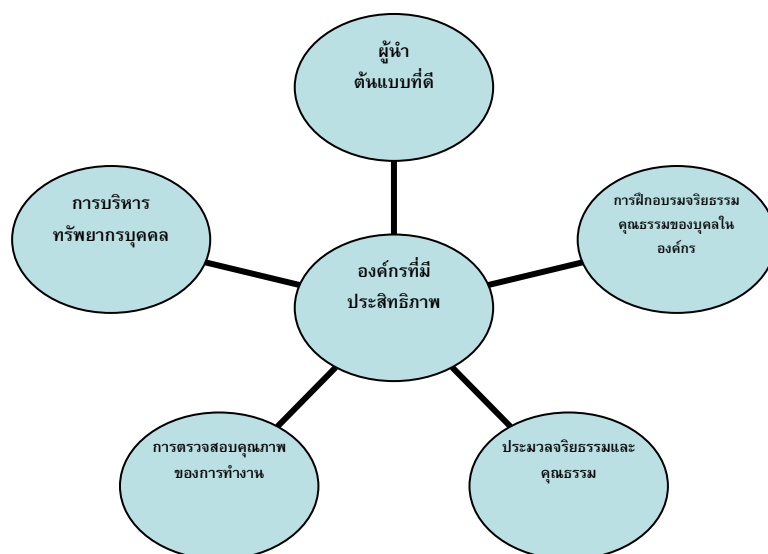 ผู้นำ
ต้นแบบที่ดี
การบริหาร
ทรัพยากรบุคคล
การฝึกอบรมจริยธรรม
คุณธรรมของบุคลใน
องค์กร
องค์กรที่มี
ประสิทธิภาพ
การตรวจสอบคุณภาพ
ของการทำงาน
ประมวลจริยธรรมและ
คุณธรรม